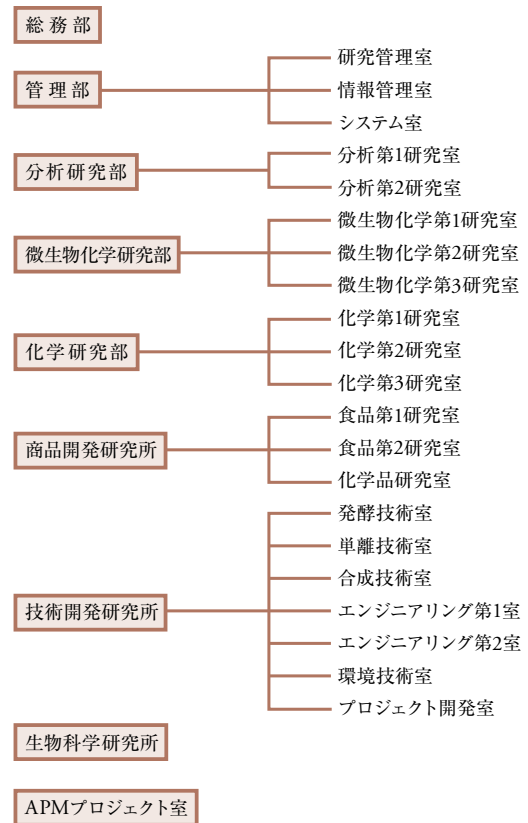 総務部
管理部
研究管理室
情報管理室
システム室
分析研究部
分析第1研究室
分析第2研究室
微生物化学研究部
微生物化学第1研究室
微生物化学第2研究室
微生物化学第3研究室
化学研究部
化学第1研究室
化学第2研究室
化学第3研究室
商品開発研究所
食品第1研究室
食品第2研究室
化学品研究室
技術開発研究所
発酵技術室
単離技術室
合成技術室
エンジニアリング第1室
エンジニアリング第2室
環境技術室
プロジェクト開発室
生物科学研究所
APMプロジェクト室